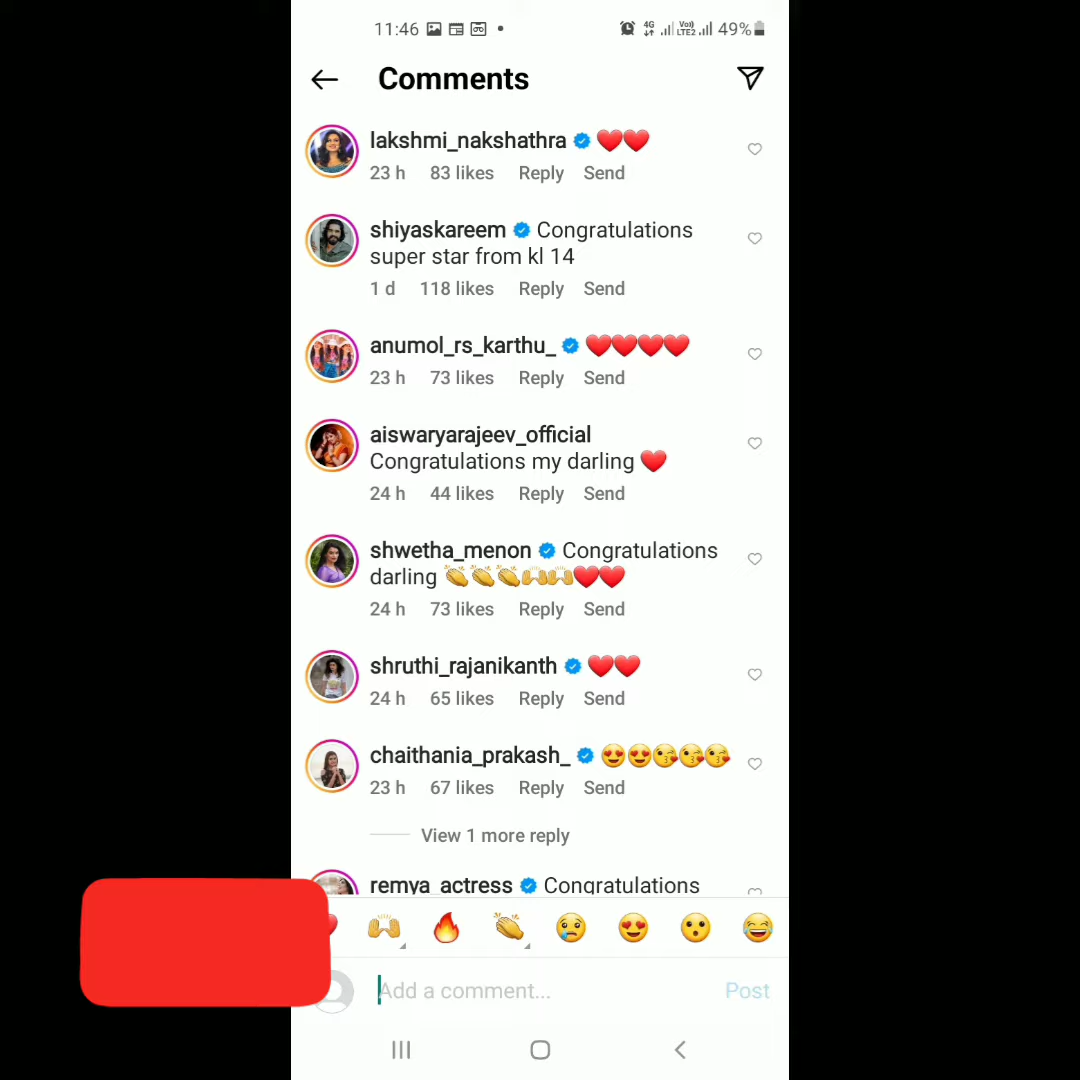 11:46 4G Vo)) LTE2 49%
Comments
lakshmi_nakshathra ❤️❤️
23 h 83 likes Reply Send
shiyaskareem Congratulations
super star from kl 14
1 d 118 likes Reply Send
anumol_rs_karthu_ ❤️❤️❤️❤️
23 h 73 likes Reply Send
aiswaryarajeev_official
Congratulations my darling ❤️
24 h 44 likes Reply Send
shwetha_menon Congratulations
darling 👏👏👏🙌🙌❤️❤️
24 h 73 likes Reply Send
shruthi_rajanikanth ❤️❤️
24 h 65 likes Reply Send
chaithania_prakash_ 😍😍😘😘😘
23 h 67 likes Reply Send
View 1 more reply
remya_actress Congratulations
Add a comment...
Post